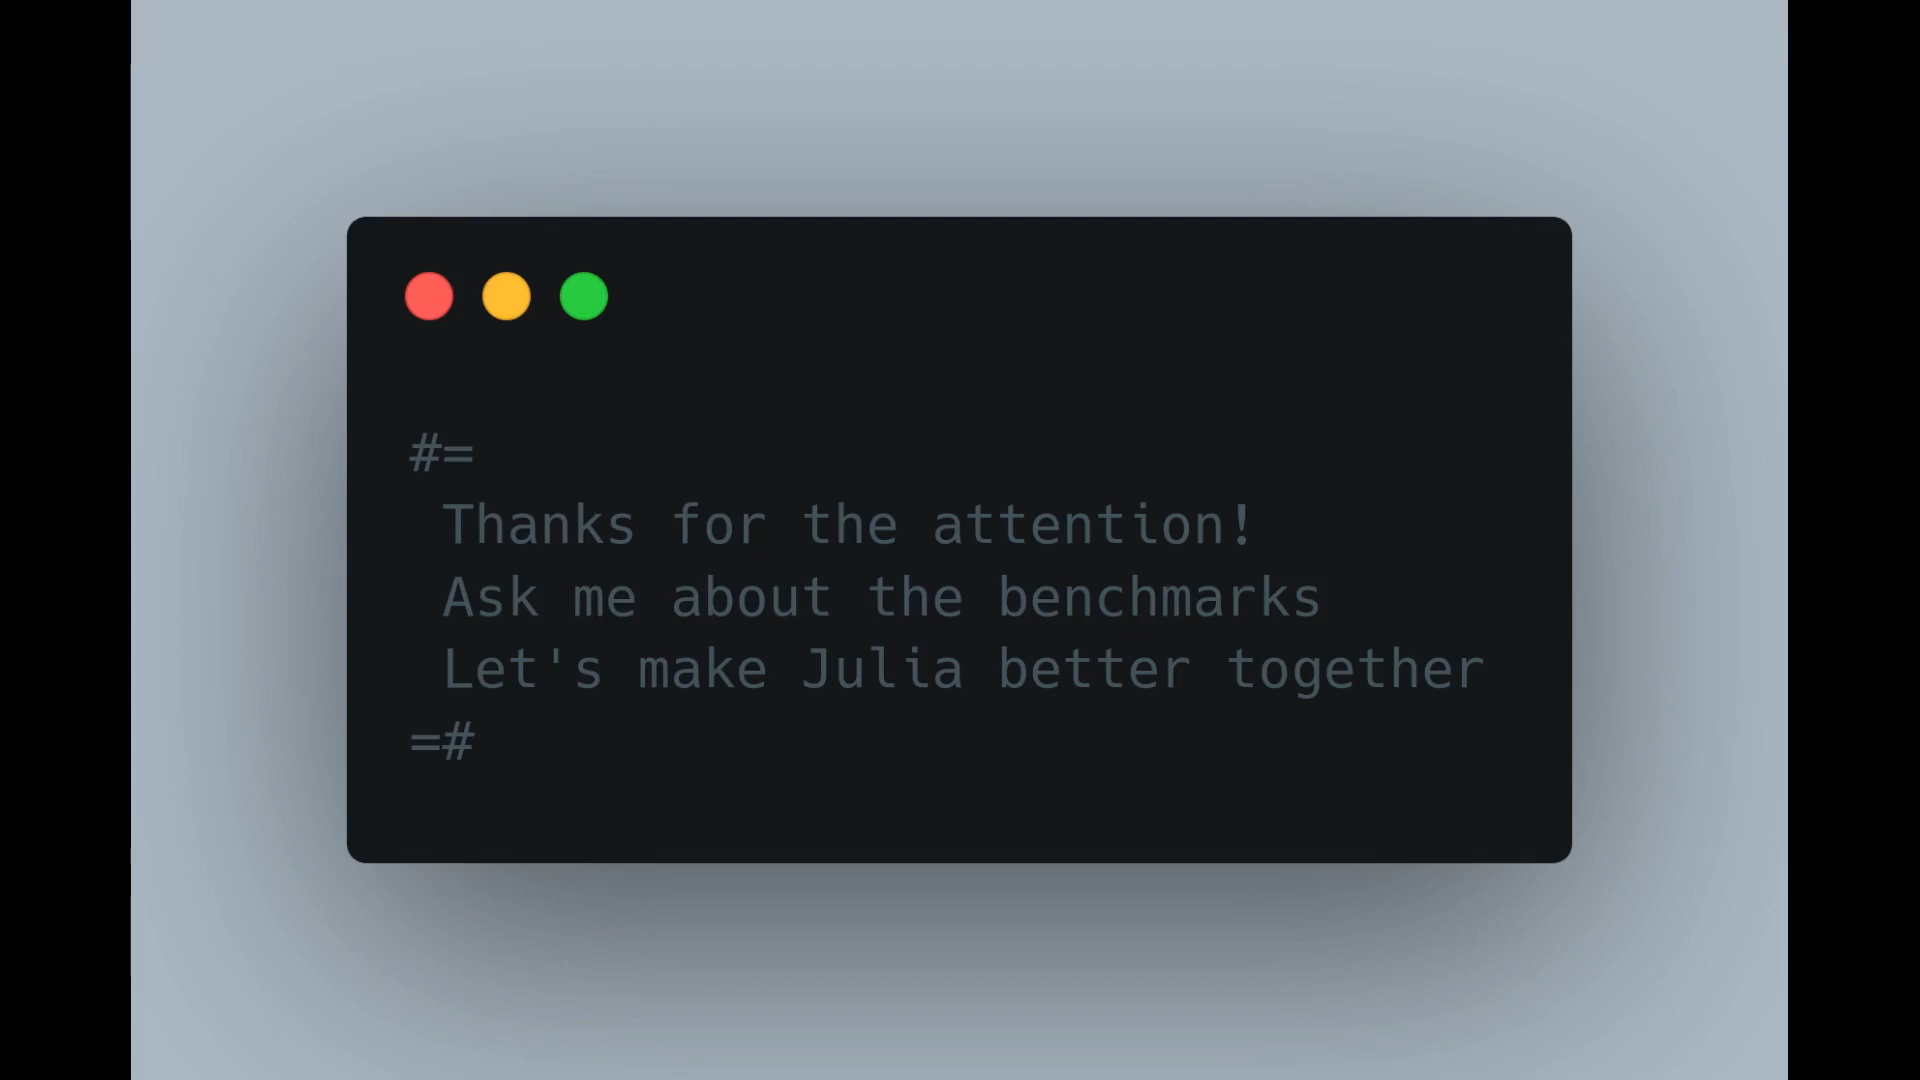 #=
Thanks for the attention!
Ask me about the benchmarks
Let's make Julia better together
=#